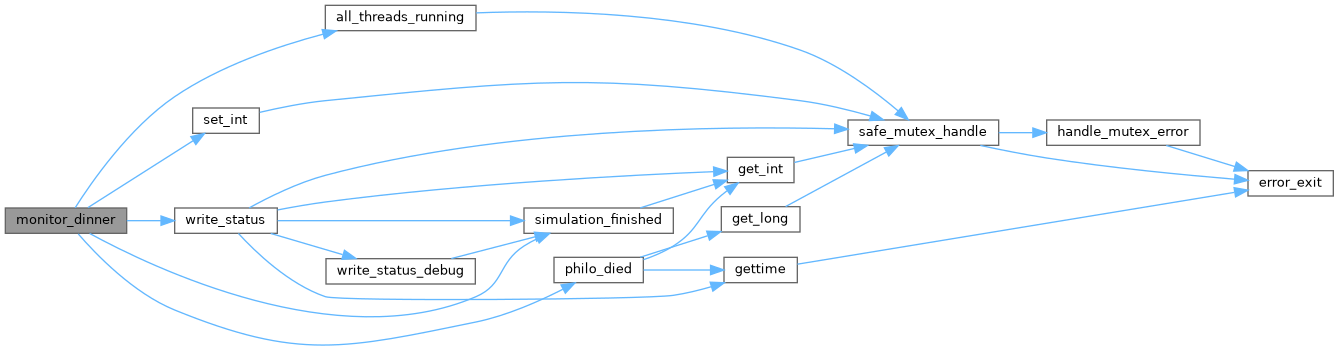 all_threads_running
set_int
safe_mutex_handle
handle_mutex_error
get_int
error_exit
monitor_dinner
write_status
simulation_finished
get_long
write_status_debug
philo_died
gettime